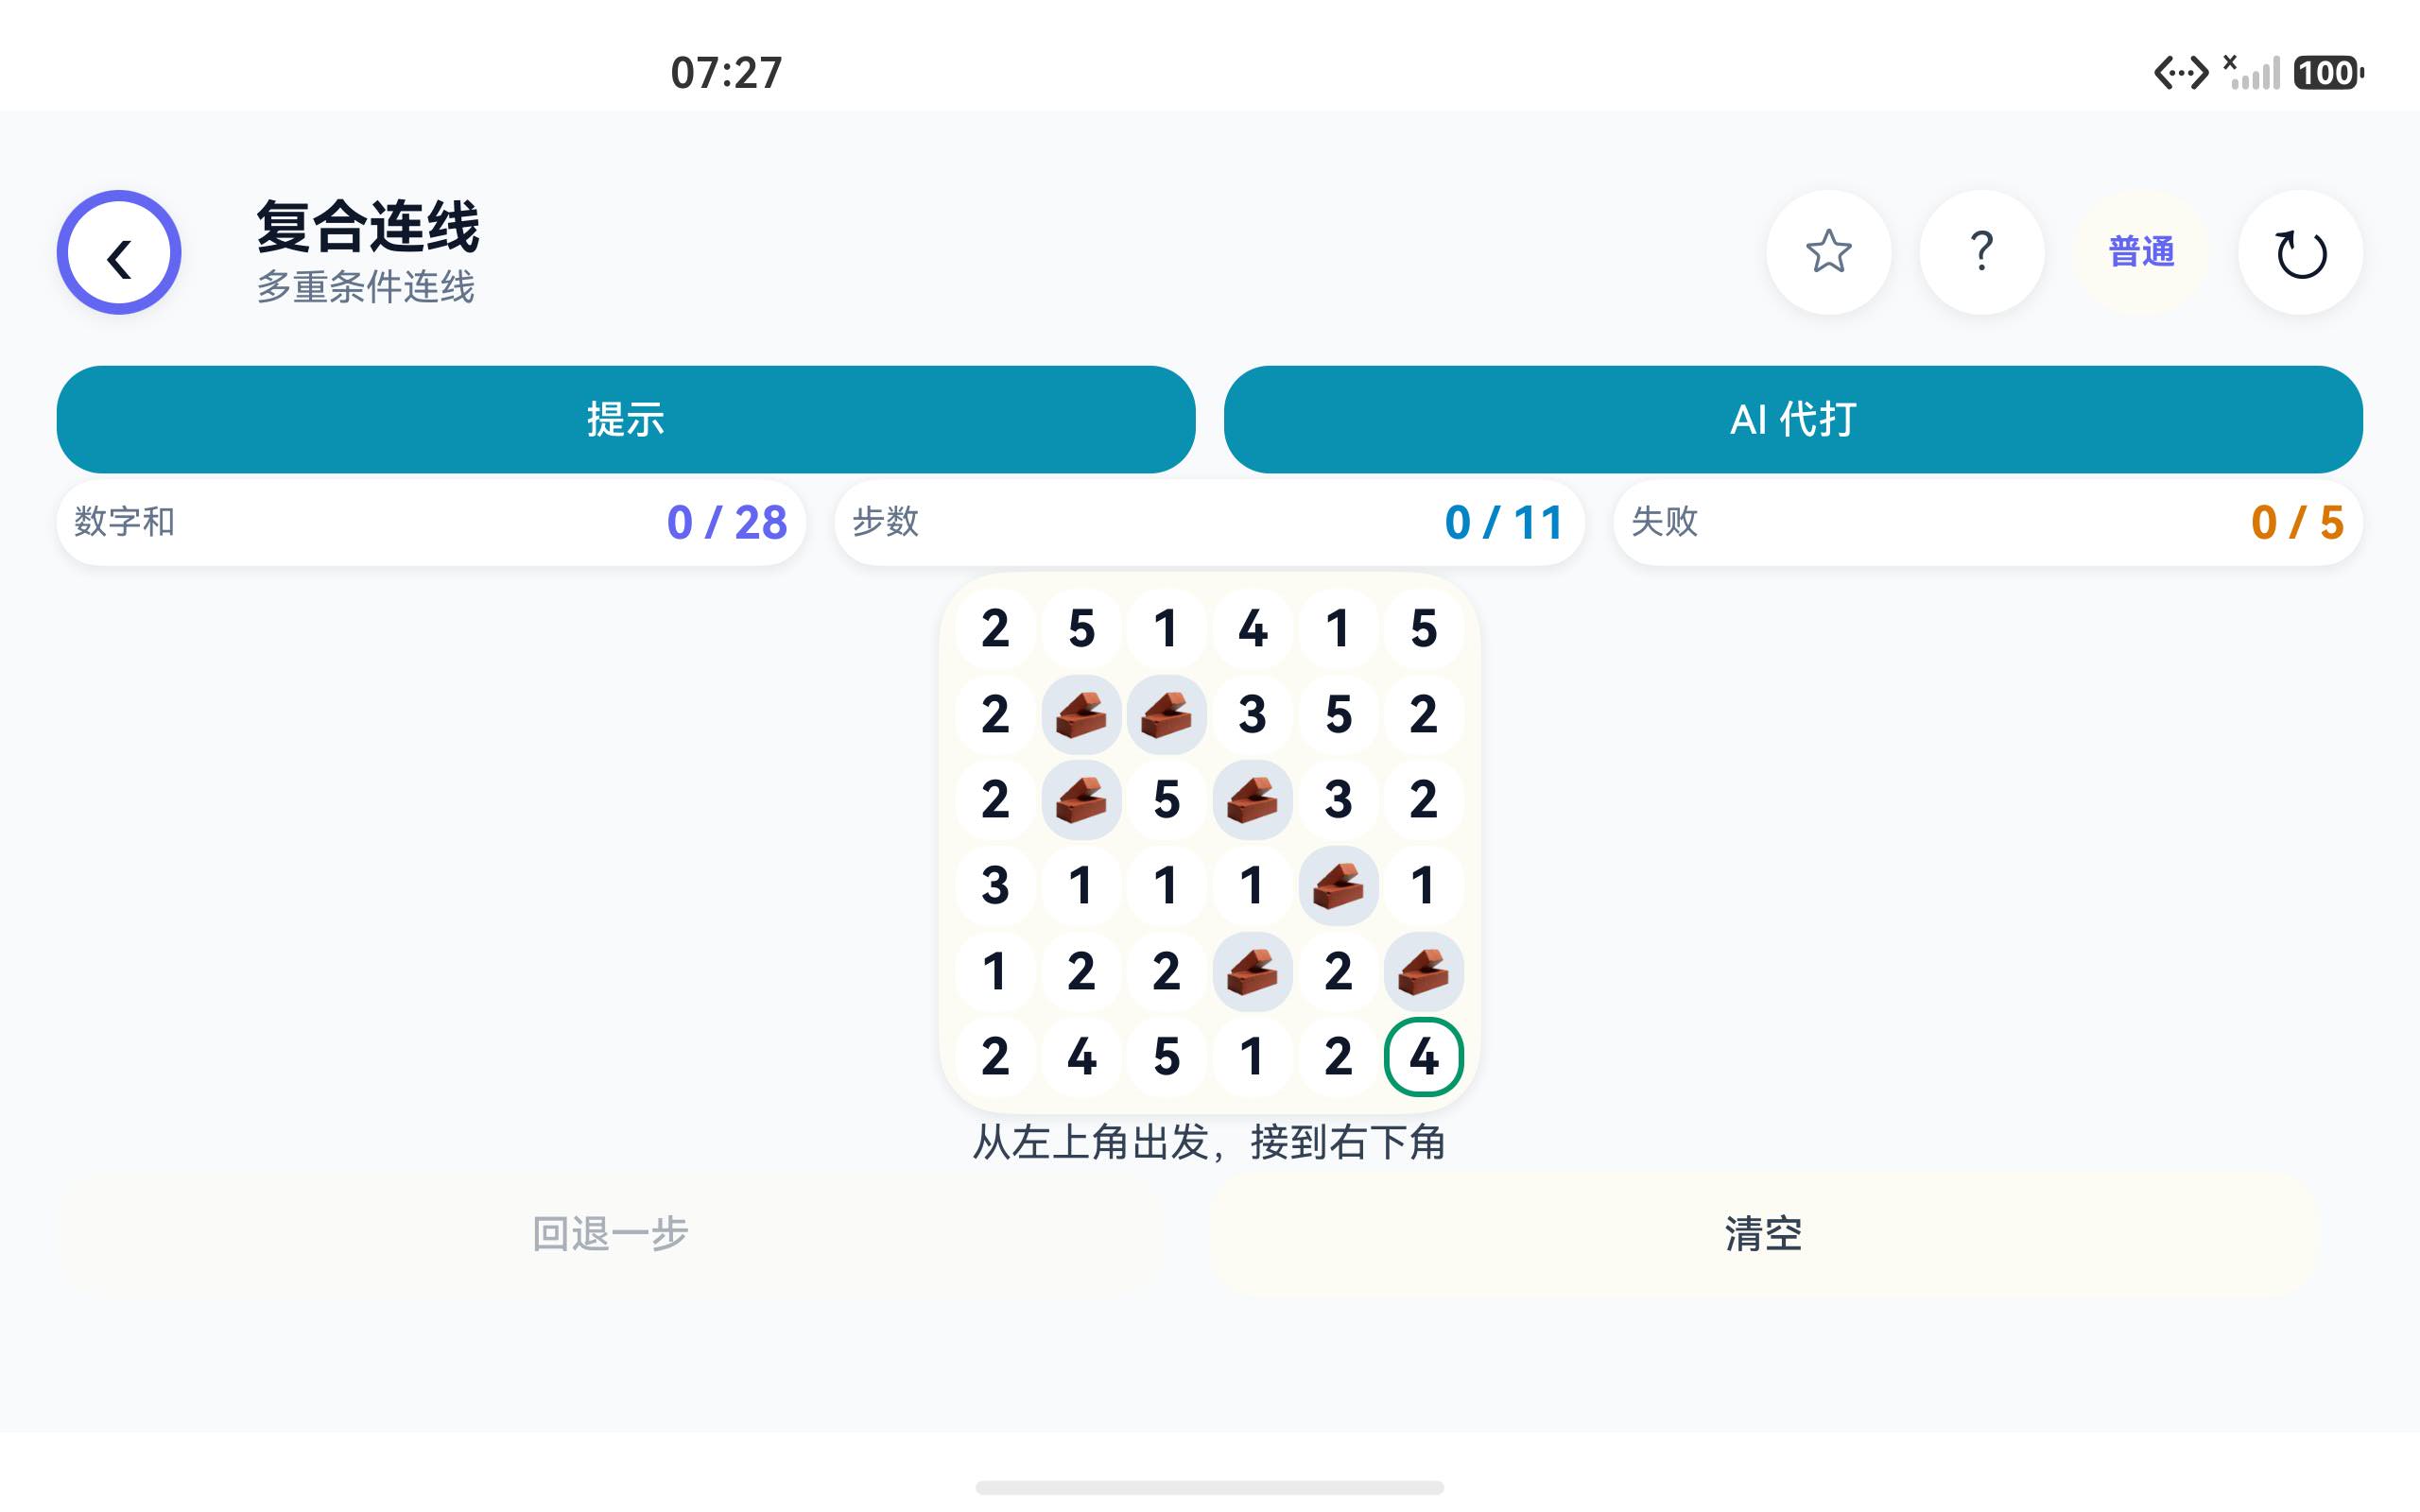 07:27
100
复合连线
多重条件连线
?
普通
提示
AI 代打
数字和 0 / 28
步数 0 / 11
失败 0 / 5
2 5 1 4 1 5
2 3 5 2
2 5 3 2
3 1 1 1 1
1 2 2 2
2 4 5 1 2 4
从左上角出发，接到右下角
回退一步
清空